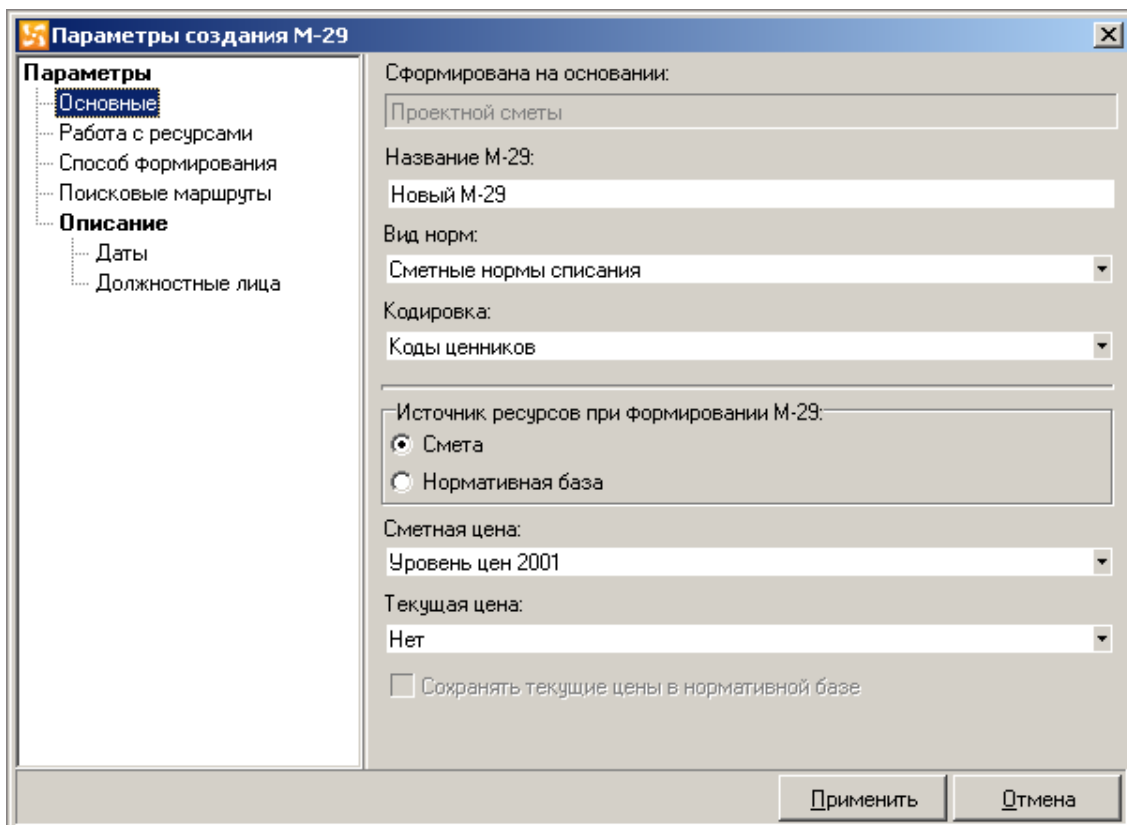 Параметры создания М-29
Параметры
Основные
Работа с ресурсами
Способ формирования
Поисковые маршруты
Описание
Даты
Должностные лица
Сформирована на основании:
Проектной сметы
Название М-29:
Новый М-29
Вид норм:
Сметные нормы списания
Кодировка:
Коды ценников
Источник ресурсов при формировании М-29:
Смета
Нормативная база
Сметная цена:
Уровень цен 2001
Текущая цена:
Нет
Сохранять текущие цены в нормативной базе
Применить
Отмена